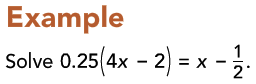 Example
Solve 0.25(4x − 2) = x − 1/2.